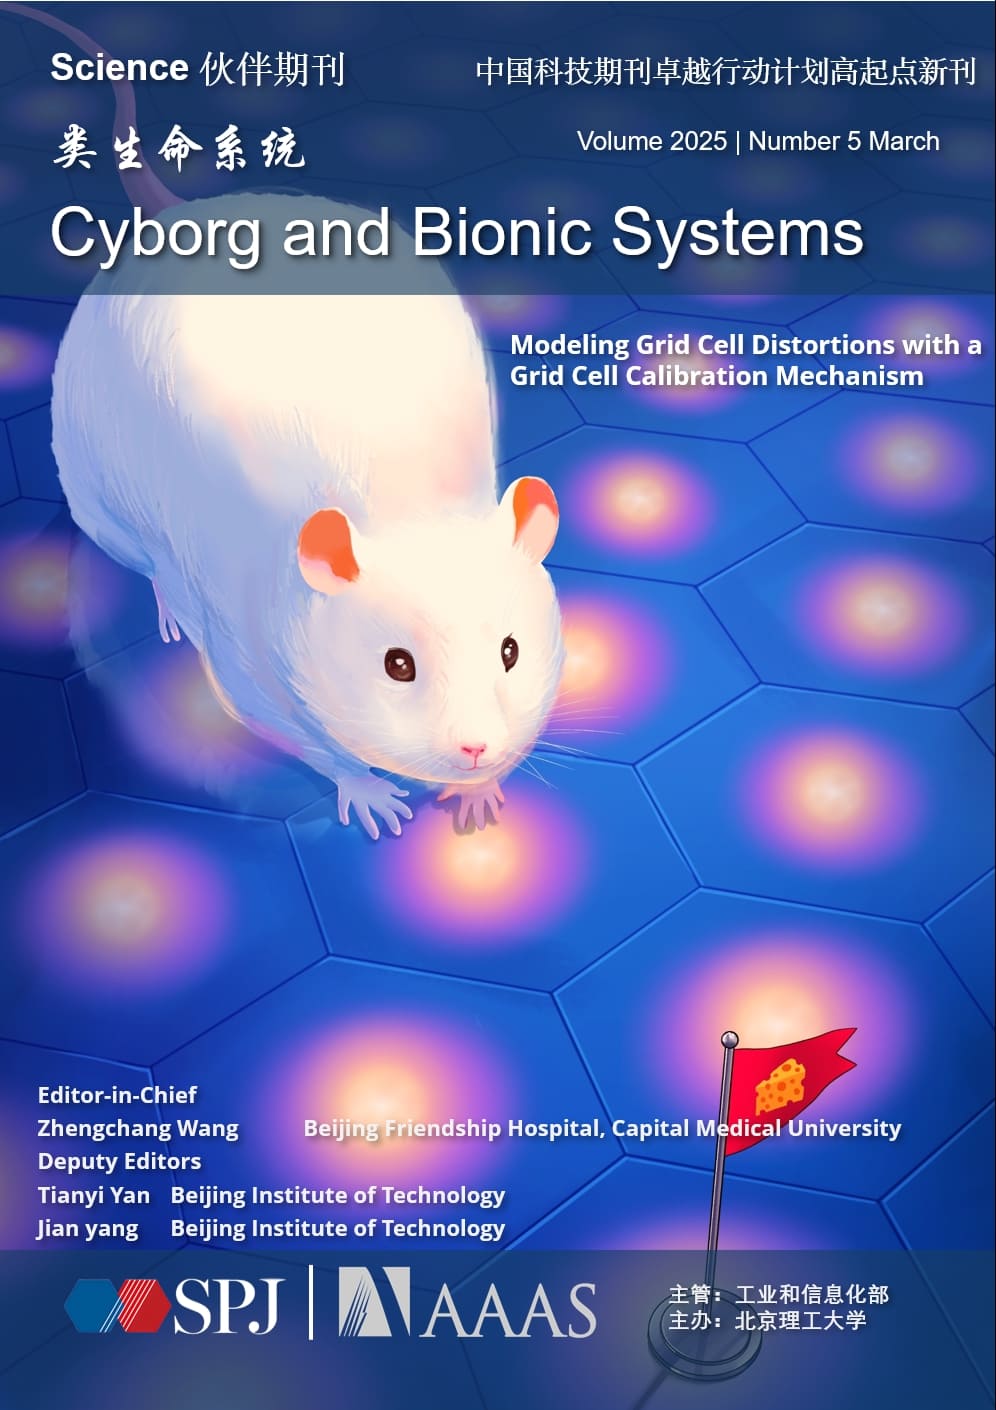 Science 伙伴期刊
中国科技期刊卓越行动计划高起点新刊
类生命系统
Volume 2025 | Number 5 March
Cyborg and Bionic Systems
Modeling Grid Cell Distortions with a
Grid Cell Calibration Mechanism
Editor-in-Chief
Zhengchang Wang Beijing Friendship Hospital, Capital Medical University
Deputy Editors
Tianyi Yan Beijing Institute of Technology
Jian yang Beijing Institute of Technology
SPJ | AAAS
主管：工业和信息化部
主办：北京理工大学